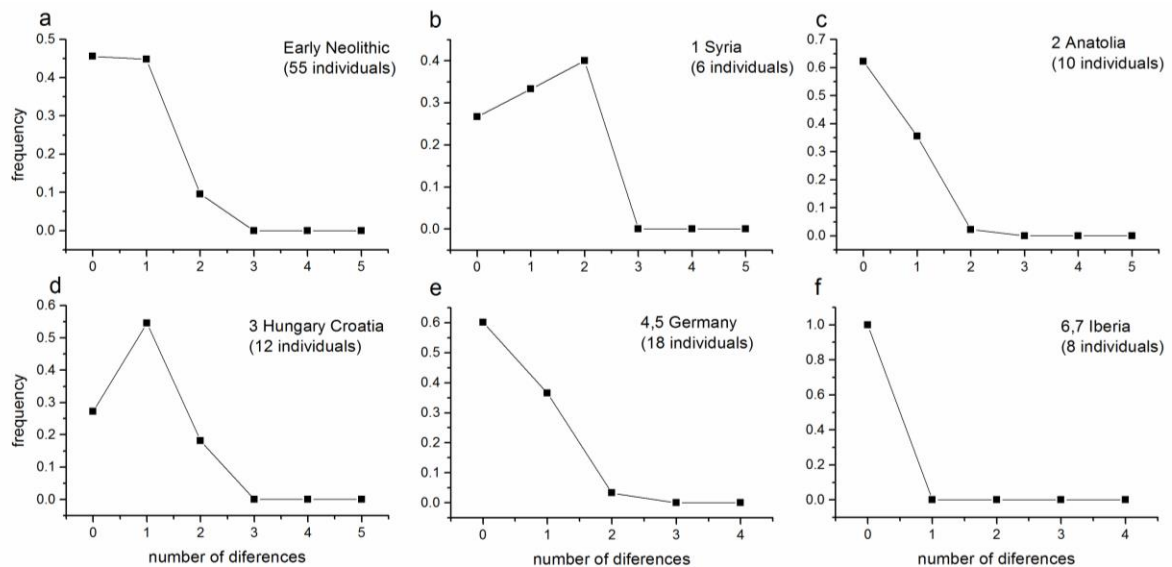 a
Early Neolithic
(55 individuals)
0.5
0.4
0.3
0.2
0.1
0.0
frequency
0 1 2 3 4 5
b
1 Syria
(6 individuals)
0.4
0.3
0.2
0.1
0.0
0 1 2 3 4 5
c
2 Anatolia
(10 individuals)
0.7
0.6
0.5
0.4
0.3
0.2
0.1
0.0
0 1 2 3 4 5
d
3 Hungary Croatia
(12 individuals)
0.6
0.5
0.4
0.3
0.2
0.1
0.0
frequency
0 1 2 3 4 5
number of diferences
e
4,5 Germany
(18 individuals)
0.6
0.5
0.4
0.3
0.2
0.1
0.0
0 1 2 3 4
number of diferences
f
6,7 Iberia
(8 individuals)
1.0
0.8
0.6
0.4
0.2
0.0
0 1 2 3 4
number of diferences